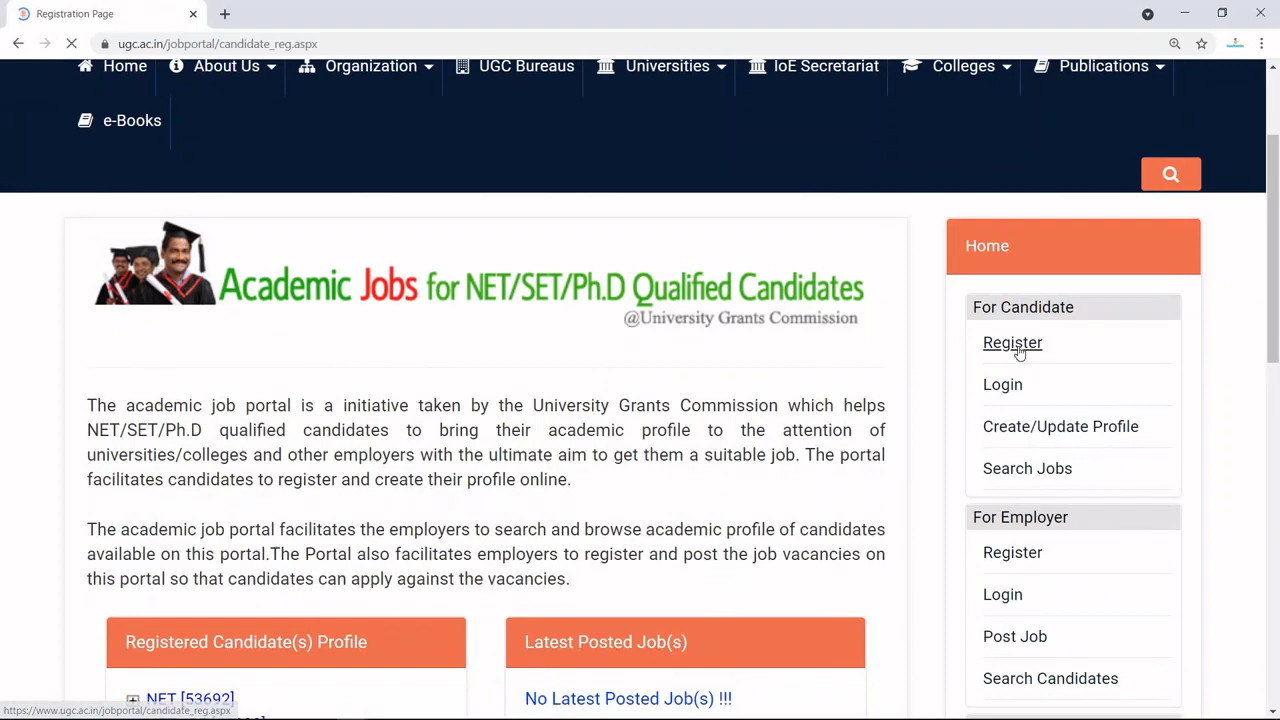 Registration Page
ugc.ac.in/jobportal/candidate_reg.aspx
Home
About Us
Organization
UGC Bureaus
Universities
IoE Secretariat
Colleges
Publications
e-Books
Academic Jobs for NET/SET/Ph.D Qualified Candidates
@University Grants Commission
The academic job portal is a initiative taken by the University Grants Commission which helps
NET/SET/Ph.D qualified candidates to bring their academic profile to the attention of
universities/colleges and other employers with the ultimate aim to get them a suitable job. The portal
facilitates candidates to register and create their profile online.
The academic job portal facilitates the employers to search and browse academic profile of candidates
available on this portal.The Portal also facilitates employers to register and post the job vacancies on
this portal so that candidates can apply against the vacancies.
Registered Candidate(s) Profile
NET [53692]
Latest Posted Job(s)
No Latest Posted Job(s) !!!
Home
For Candidate
Register
Login
Create/Update Profile
Search Jobs
For Employer
Register
Login
Post Job
Search Candidates
https://www.ugc.ac.in/jobportal/candidate_reg.aspx